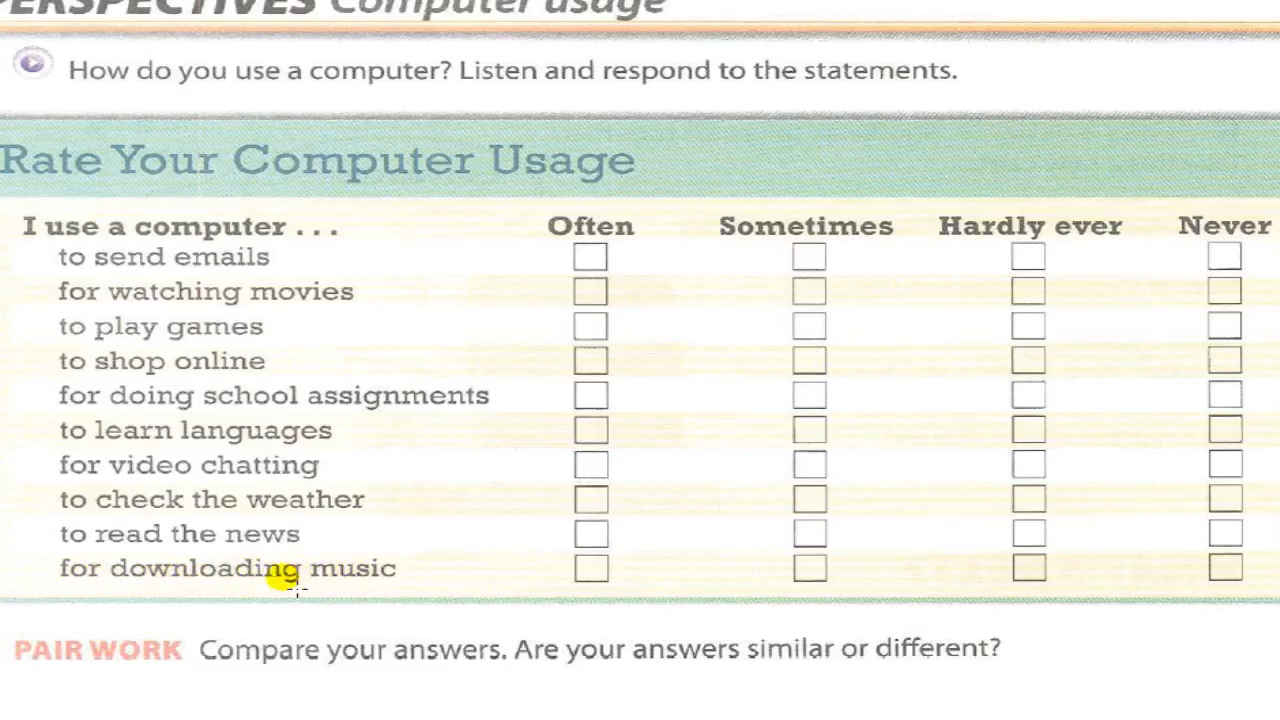 PERSPECTIVES Computer usage
How do you use a computer? Listen and respond to the statements.
Rate Your Computer Usage
I use a computer . . . Often Sometimes Hardly ever Never
to send emails
for watching movies
to play games
to shop online
for doing school assignments
to learn languages
for video chatting
to check the weather
to read the news
for downloading music
PAIR WORK Compare your answers. Are your answers similar or different?